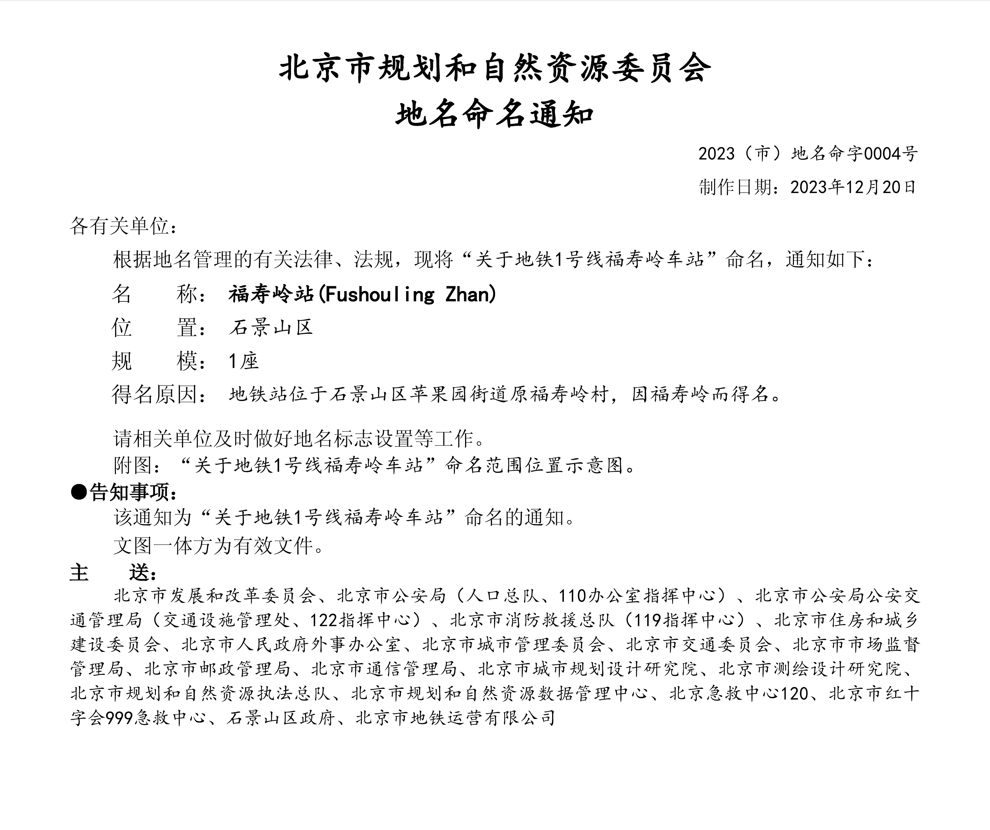 北京市规划和自然资源委员会
地名命名通知
2023（市）地名命字0004号
制作日期：2023年12月20日
各有关单位：
根据地名管理的有关法律、法规，现将“关于地铁1号线福寿岭车站”命名，通知如下：
名　　称：福寿岭站(Fushouling Zhan)
位　　置：石景山区
规　　模：1座
得名原因：地铁站位于石景山区苹果园街道原福寿岭村，因福寿岭而得名。
请相关单位及时做好地名标志设置等工作。
附图：“关于地铁1号线福寿岭车站”命名范围位置示意图。
●告知事项：
该通知为“关于地铁1号线福寿岭车站”命名的通知。
文图一体方为有效文件。
主　　送：
北京市发展和改革委员会、北京市公安局（人口总队、110办公室指挥中心）、北京市公安局公安交
通管理局（交通设施管理处、122指挥中心）、北京市消防救援总队（119指挥中心）、北京市住房和城乡
建设委员会、北京市人民政府外事办公室、北京市城市管理委员会、北京市交通委员会、北京市市场监督
管理局、北京市邮政管理局、北京市通信管理局、北京市城市规划设计研究院、北京市测绘设计研究院、
北京市规划和自然资源执法总队、北京市规划和自然资源数据管理中心、北京急救中心120、北京市红十
字会999急救中心、石景山区政府、北京市地铁运营有限公司